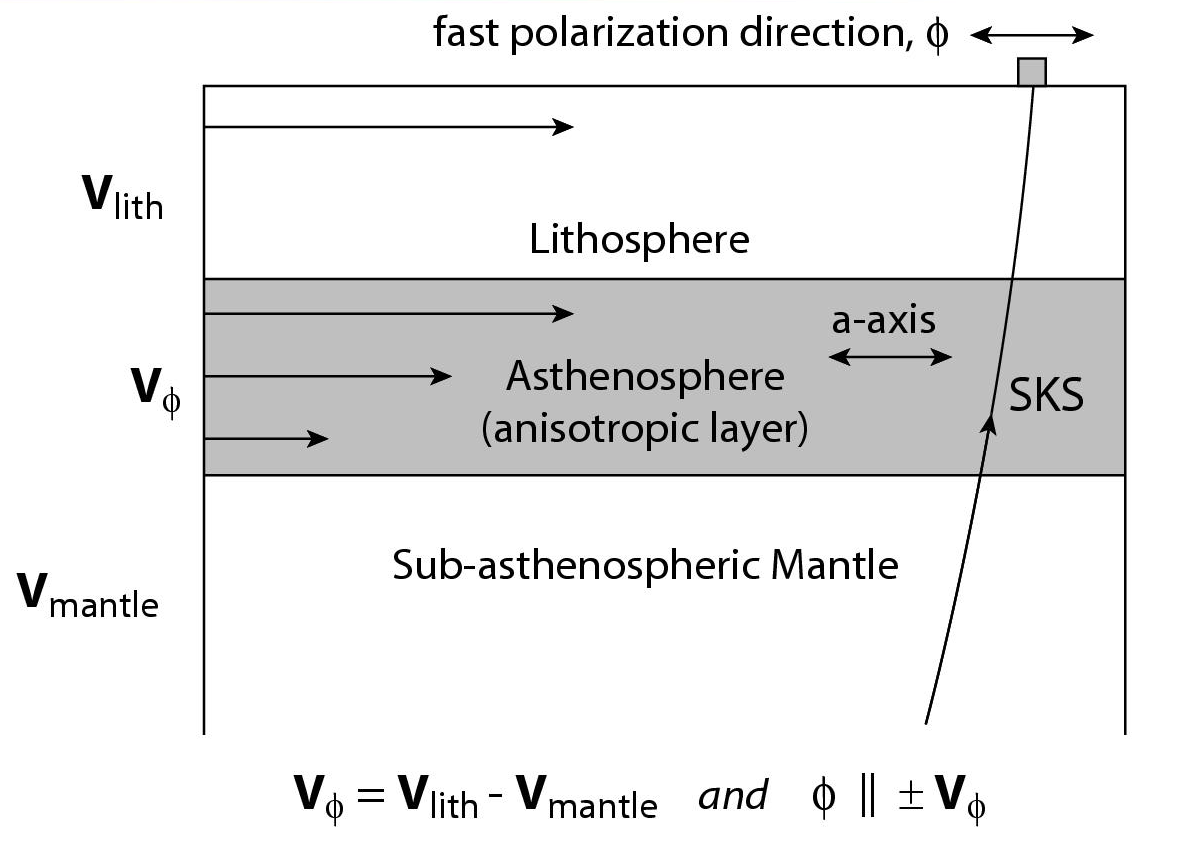 fast polarization direction, ϕ
V_lith
Lithosphere
a-axis
V_ϕ
Asthenosphere
(anisotropic layer)
SKS
Sub-asthenospheric Mantle
V_mantle
V_ϕ = V_lith - V_mantle and ϕ || ± V_ϕ